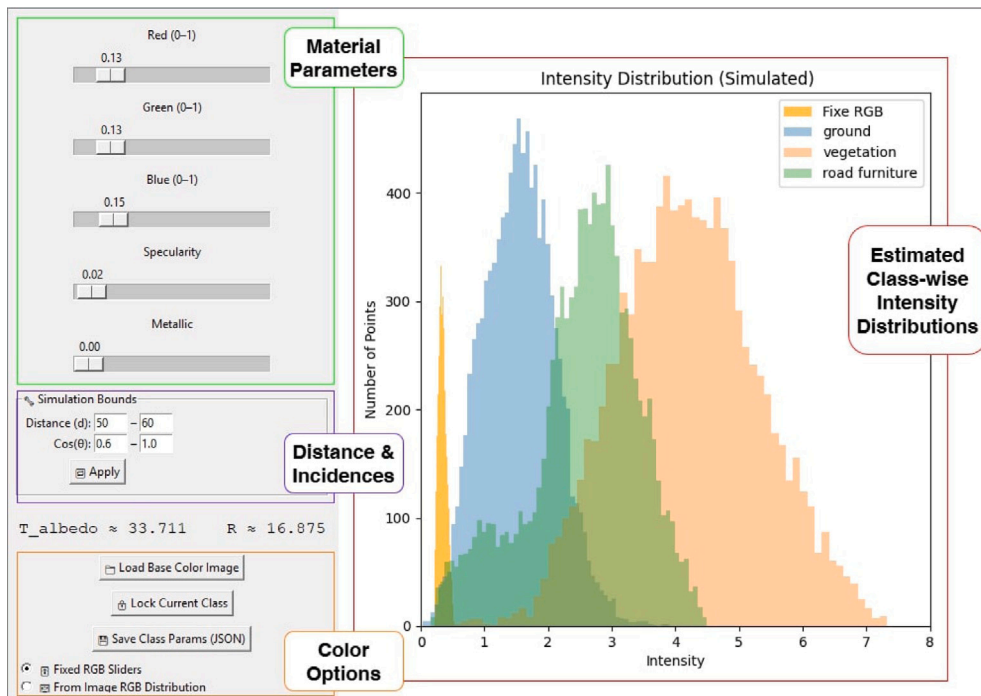 Red (0–1)
0.13
Green (0–1)
0.13
Blue (0–1)
0.15
Specularity
0.02
Metallic
0.00
Material
Parameters
Simulation Bounds
Distance (d): 50 – 60
Cos(θ): 0.6 – 1.0
Apply
Distance &
Incidences
T_albedo ≈ 33.711 R ≈ 16.875
Load Base Color Image
Lock Current Class
Save Class Params (JSON)
Fixed RGB Sliders
From Image RGB Distribution
Color
Options
Intensity Distribution (Simulated)
Fixe RGB
ground
vegetation
road furniture
Number of Points
400
300
200
100
0
0 1 2 3 4 5 6 7 8
Intensity
Estimated
Class-wise
Intensity
Distributions